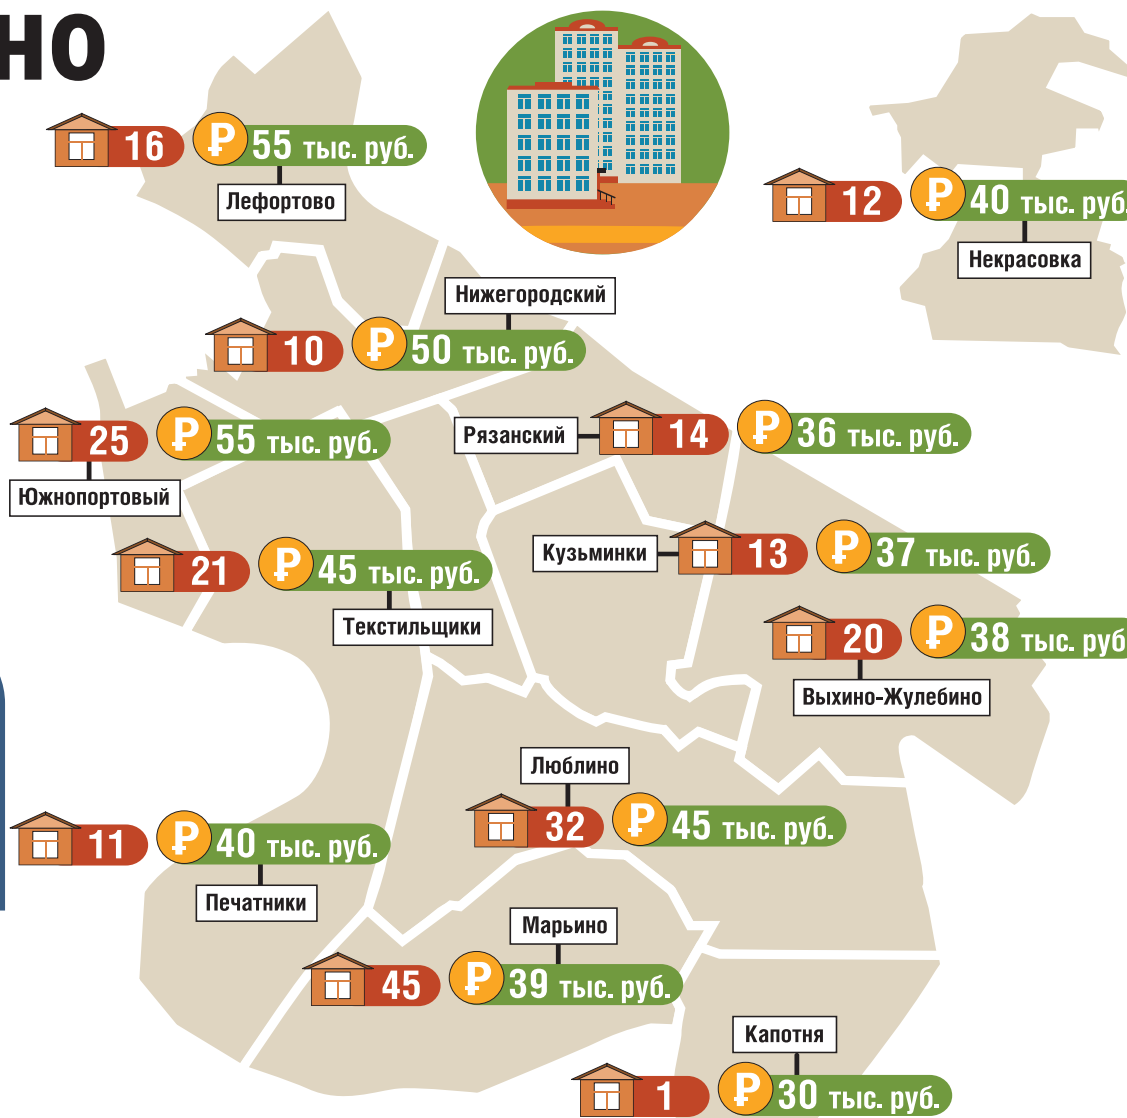 но
16 ₽ 55 тыс. руб.
Лефортово
12 ₽ 40 тыс. руб.
Некрасовка
Нижегородский
10 ₽ 50 тыс. руб.
25 ₽ 55 тыс. руб.
Южнопортовый
Рязанский 14 ₽ 36 тыс. руб.
Кузьминки 13 ₽ 37 тыс. руб.
21 ₽ 45 тыс. руб.
Текстильщики
20 ₽ 38 тыс. руб
Выхино-Жулебино
Люблино
32 ₽ 45 тыс. руб.
11 ₽ 40 тыс. руб.
Печатники
Марьино
45 ₽ 39 тыс. руб.
Капотня
1 ₽ 30 тыс. руб.